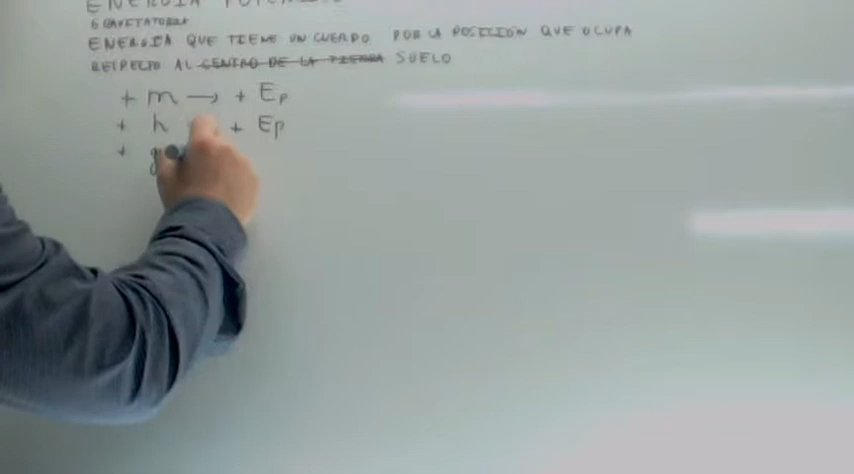 ENERGIA POTENCIAL
GRAVITATORIA
ENERGIA QUE TIENE UN CUERPO POR LA POSICIÓN QUE OCUPA
RESPECTO AL CENTRO DE LA TIERRA SUELO
+ m → + Ep
+ h + Ep
+ g